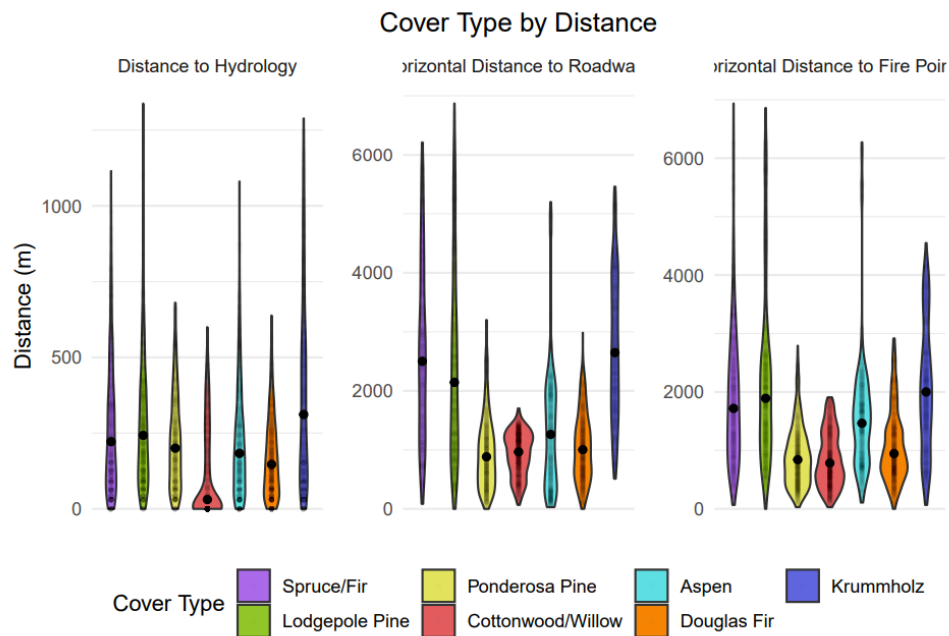 Cover Type by Distance
Distance to Hydrology
orizontal Distance to Roadwa
orizontal Distance to Fire Poin
Distance (m)
1000
500
0
6000
4000
2000
0
6000
4000
2000
0
Cover Type
Spruce/Fir
Ponderosa Pine
Aspen
Krummholz
Lodgepole Pine
Cottonwood/Willow
Douglas Fir